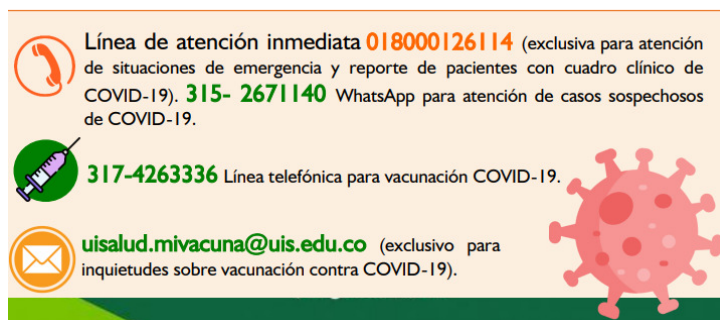 Línea de atención inmediata 018000126114 (exclusiva para atención
de situaciones de emergencia y reporte de pacientes con cuadro clínico de
COVID-19). 315- 2671140 WhatsApp para atención de casos sospechosos
de COVID-19.
317-4263336 Línea telefónica para vacunación COVID-19.
uisalud.mivacuna@uis.edu.co (exclusivo para
inquietudes sobre vacunación contra COVID-19).